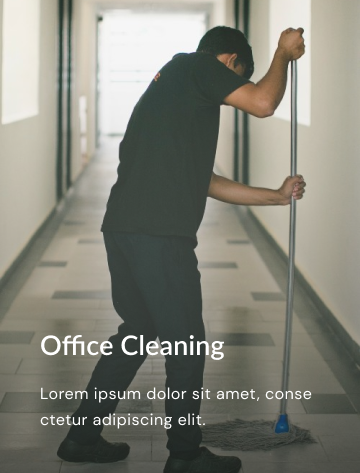 Office Cleaning
Lorem ipsum dolor sit amet, conse
ctetur adipiscing elit.